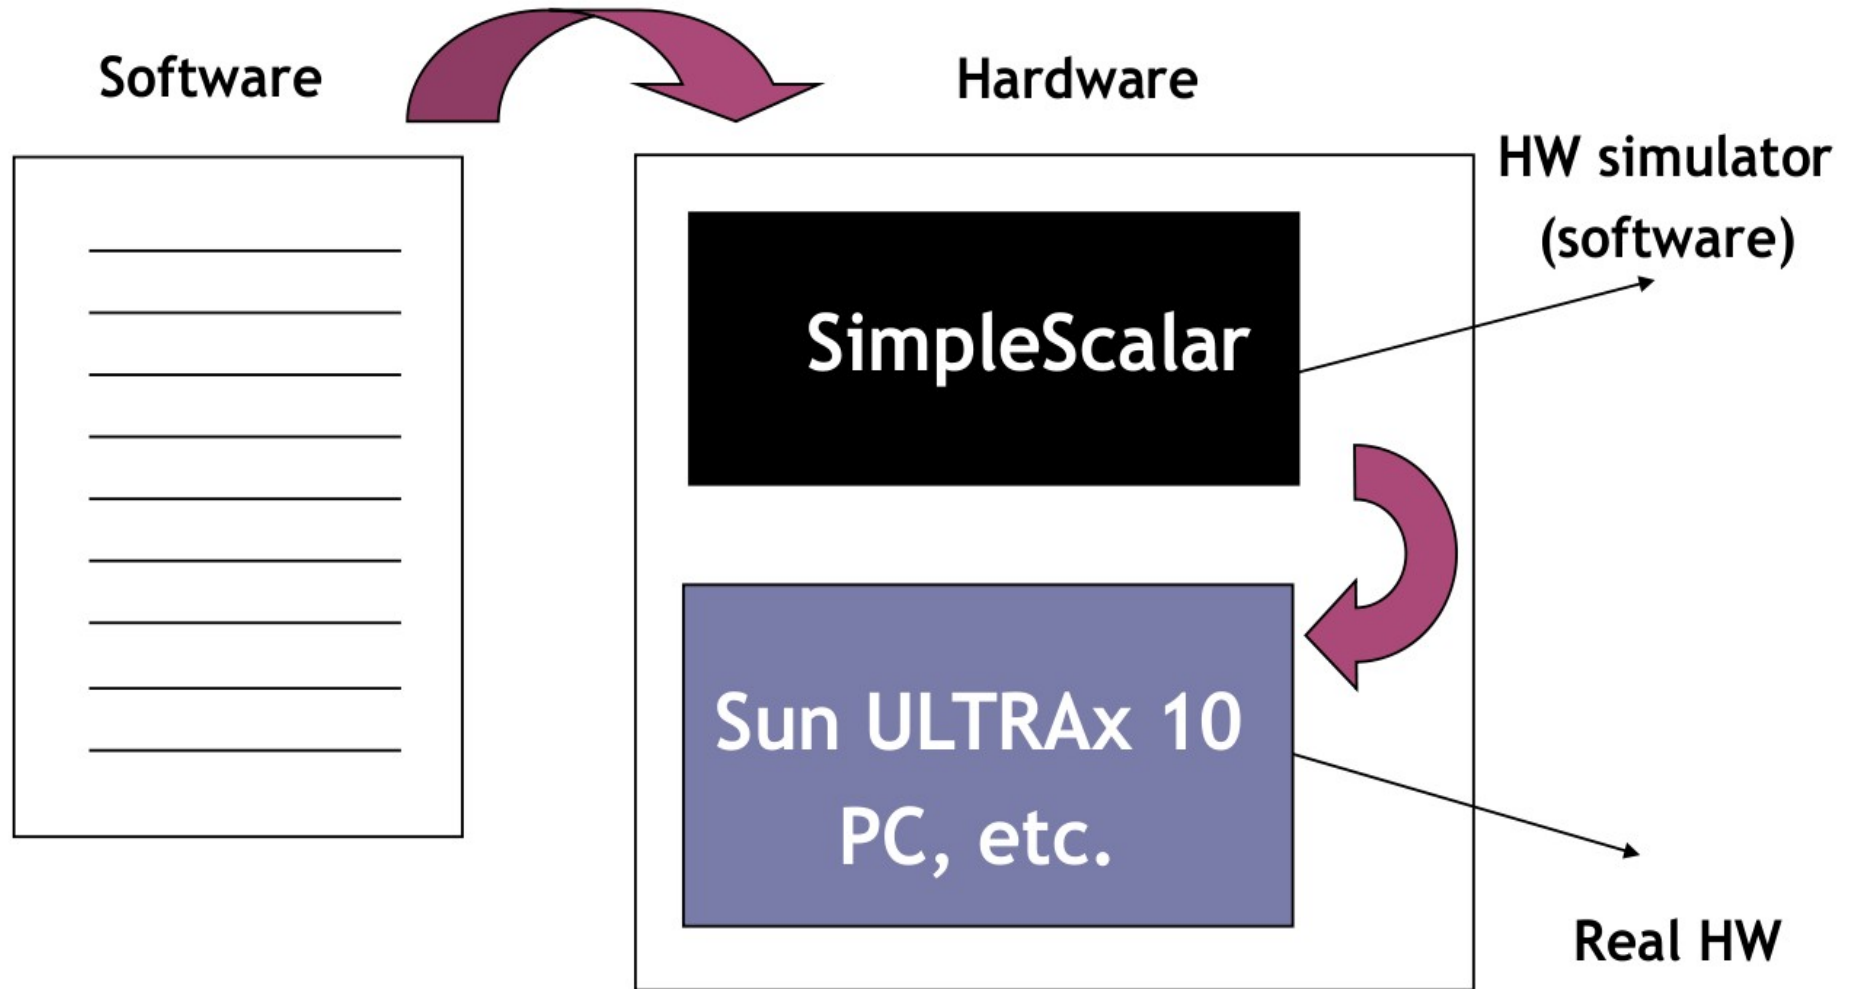 Software
Hardware
HW simulator
(software)
SimpleScalar
Sun ULTRAx 10
PC, etc.
Real HW